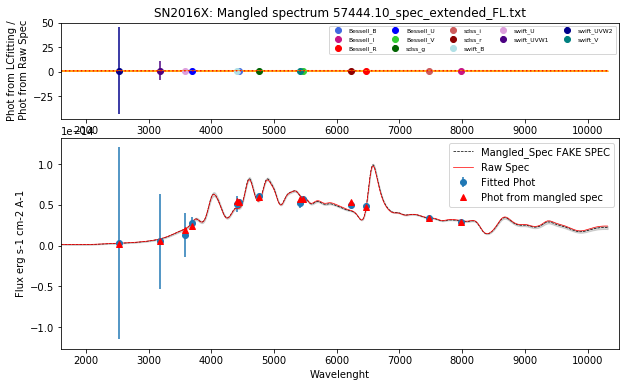 SN2016X: Mangled spectrum 57444.10_spec_extended_FL.txt
Phot from LCfitting /
Phot from Raw Spec
50
25
0
−25
Bessell_B
Bessell_I
Bessell_R
Bessell_U
Bessell_V
sdss_g
sdss_i
sdss_r
swift_B
swift_U
swift_UVW1
swift_UVW2
swift_V
2000 3000 4000 5000 6000 7000 8000 9000 10000
1e−14
Flux erg s-1 cm-2 A-1
1.0
0.5
0.0
−0.5
−1.0
Mangled_Spec FAKE SPEC
Raw Spec
Fitted Phot
Phot from mangled spec
2000 3000 4000 5000 6000 7000 8000 9000 10000
Wavelenght